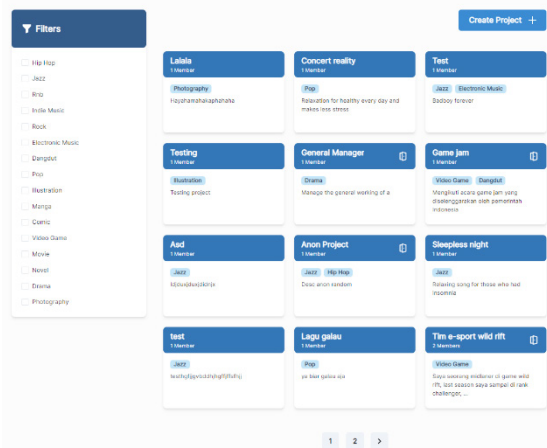 Create Project +
Filters
Hip Hop
Jazz
Rnb
Indie Music
Rock
Electronic Music
Dangdut
Pop
Illustration
Manga
Comic
Video Game
Movie
Novel
Drama
Photography
Lalala
1 Member
Photography
Hayahamahakaphahaha
Concert reality
1 Member
Pop
Relaxation for healthy every day and
makes less stress
Test
1 Member
Jazz Electronic Music
Badboy forever
Testing
1 Member
Illustration
Testing project
General Manager
1 Member
Drama
Manage the general working of a
Game jam
1 Member
Video Game Dangdut
Mengikuti acara game jam yang
diselenggarakan oleh pemerintah
indonesia
Asd
1 Member
Jazz
Anon Project
1 Member
Jazz Hip Hop
anon random
Sleepless night
1 Member
Jazz
Relaxing song for those who had
insomnia
test
1 Member
Jazz
Lagu galau
1 Member
Pop
ya biar galau aja
Tim e-sport wild rift
2 Members
Video Game
Saya seorang midlaner di game wild
rift, last season saya sampai di rank
challenger, ...
1 2 >